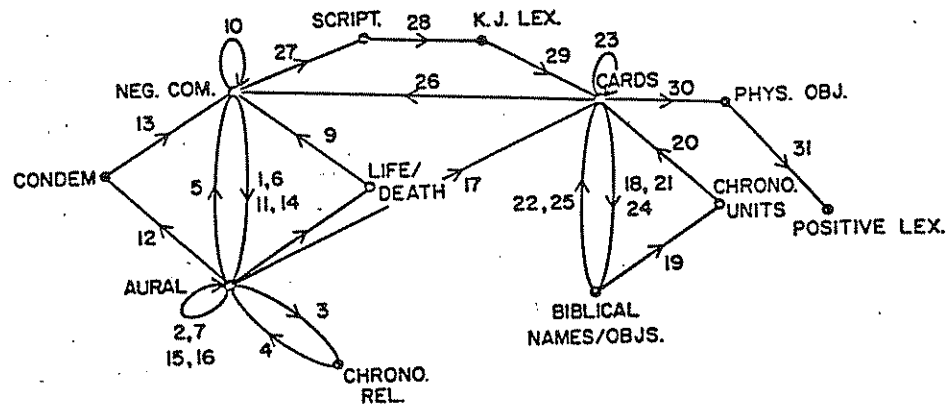 10
SCRIPT.
28
K.J. LEX.
23
27
29
CARDS
NEG. COM.
26
30
PHYS. OBJ.
13
9
20
31
CONDEM
5
1,6
11, 14
LIFE/
DEATH
17
22, 25
18, 21
24
CHRONO.
UNITS
POSITIVE LEX.
12
19
AURAL
3
BIBLICAL
NAMES/OBJS.
2,7
15, 16
4
CHRONO.
REL.